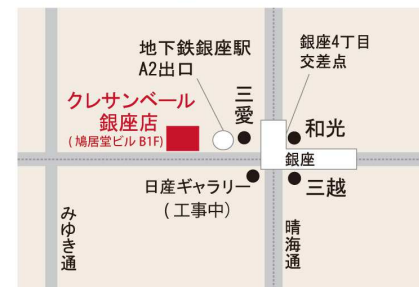 地下鉄銀座駅
A2出口
銀座4丁目
交差点
クレサンベール
銀座店
(鳩居堂ビル B1F)
三愛
和光
銀座
日産ギャラリー
(工事中)
三越
みゆき通
晴海通